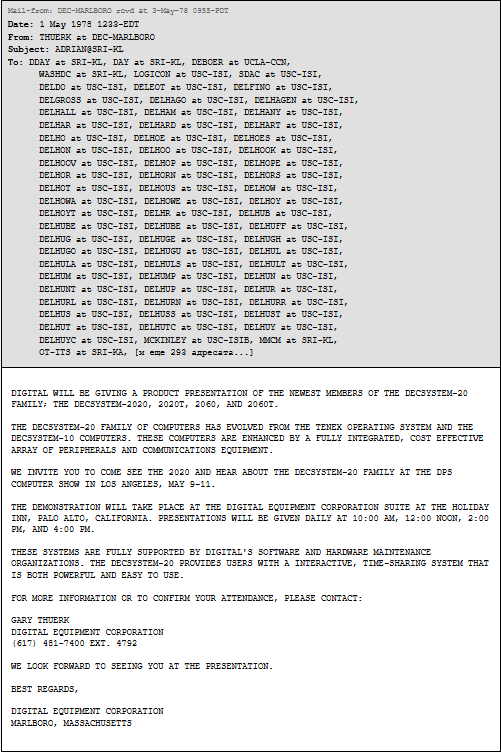 Mail-from: DEC-MARLBORO rcvd at 3-May-78 0955-PDT
Date: 1 May 1978 1233-EDT
From: THUERK at DEC-MARLBORO
Subject: ADRIAN@SRI-KL
To: DDAY at SRI-KL, DAY at SRI-KL, DEBOER at UCLA-CCN,
WASHDC at SRI-KL, LOGICON at USC-ISI, SDAC at USC-ISI,
DELDO at USC-ISI, DELEOT at USC-ISI, DELFINO at USC-ISI,
DELGROSS at USC-ISI, DELHAGO at USC-ISI, DELHAGEN at USC-ISI,
DELHALL at USC-ISI, DELHAM at USC-ISI, DELHANY at USC-ISI,
DELHAR at USC-ISI, DELHARD at USC-ISI, DELHART at USC-ISI,
DELHO at USC-ISI, DELHOE at USC-ISI, DELHOES at USC-ISI,
DELHON at USC-ISI, DELHOO at USC-ISI, DELHOOK at USC-ISI,
DELHOOV at USC-ISI, DELHOP at USC-ISI, DELHOPE at USC-ISI,
DELHOR at USC-ISI, DELHORN at USC-ISI, DELHORS at USC-ISI,
DELHOT at USC-ISI, DELHOUS at USC-ISI, DELHOW at USC-ISI,
DELHOWA at USC-ISI, DELHOWE at USC-ISI, DELHOY at USC-ISI,
DELHOYT at USC-ISI, DELHR at USC-ISI, DELHUB at USC-ISI,
DELHUBE at USC-ISI, DELHUBE at USC-ISI, DELHUFF at USC-ISI,
DELHUG at USC-ISI, DELHUGE at USC-ISI, DELHUGH at USC-ISI,
DELHUGO at USC-ISI, DELHUGU at USC-ISI, DELHUL at USC-ISI,
DELHULA at USC-ISI, DELHULS at USC-ISI, DELHULT at USC-ISI,
DELHUM at USC-ISI, DELHUMP at USC-ISI, DELHUN at USC-ISI,
DELHUNT at USC-ISI, DELHUP at USC-ISI, DELHUR at USC-ISI,
DELHURL at USC-ISI, DELHURN at USC-ISI, DELHURR at USC-ISI,
DELHUS at USC-ISI, DELHUSS at USC-ISI, DELHUST at USC-ISI,
DELHUT at USC-ISI, DELHUTC at USC-ISI, DELHUY at USC-ISI,
DELHUYC at USC-ISI, MCKINLEY at USC-ISIB, MMCM at SRI-KL,
OT-ITS at SRI-KA, [и еще 293 адресата...]
DIGITAL WILL BE GIVING A PRODUCT PRESENTATION OF THE NEWEST MEMBERS OF THE DECSYSTEM-20
FAMILY; THE DECSYSTEM-2020, 2020T, 2060, AND 2060T.
THE DECSYSTEM-20 FAMILY OF COMPUTERS HAS EVOLVED FROM THE TENEX OPERATING SYSTEM AND THE
DECSYSTEM-10 COMPUTERS. THESE COMPUTERS ARE ENHANCED BY A FULLY INTEGRATED, COST EFFECTIVE
ARRAY OF PERIPHERALS AND COMMUNICATIONS EQUIPMENT.
WE INVITE YOU TO COME SEE THE 2020 AND HEAR ABOUT THE DECSYSTEM-20 FAMILY AT THE DPS
COMPUTER SHOW IN LOS ANGELES, MAY 9-11.
THE DEMONSTRATION WILL TAKE PLACE AT THE DIGITAL EQUIPMENT CORPORATION SUITE AT THE HOLIDAY
INN, PALO ALTO, CALIFORNIA. PRESENTATIONS WILL BE GIVEN DAILY AT 10:00 AM, 12:00 NOON, 2:00
PM, AND 4:00 PM.
THESE SYSTEMS ARE FULLY SUPPORTED BY DIGITAL'S SOFTWARE AND HARDWARE MAINTENANCE
ORGANIZATIONS. THE DECSYSTEM-20 PROVIDES USERS WITH A INTERACTIVE, TIME-SHARING SYSTEM THAT
IS BOTH POWERFUL AND EASY TO USE.
FOR MORE INFORMATION OR TO CONFIRM YOUR ATTENDANCE, PLEASE CONTACT:
GARY THUERK
DIGITAL EQUIPMENT CORPORATION
(617) 481-7400 EXT. 4792
WE LOOK FORWARD TO SEEING YOU AT THE PRESENTATION.
BEST REGARDS,
DIGITAL EQUIPMENT CORPORATION
MARLBORO, MASSACHUSETTS